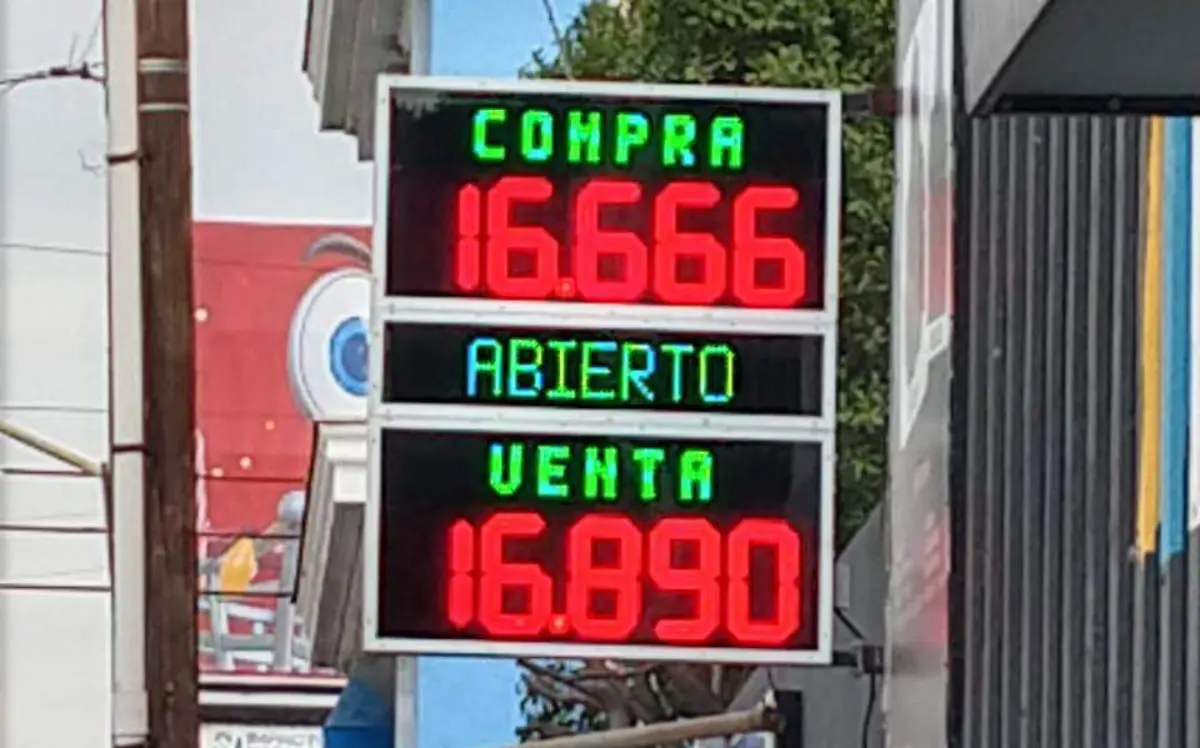 COMPRA
16.666
ABIERTO
VENTA
16.890